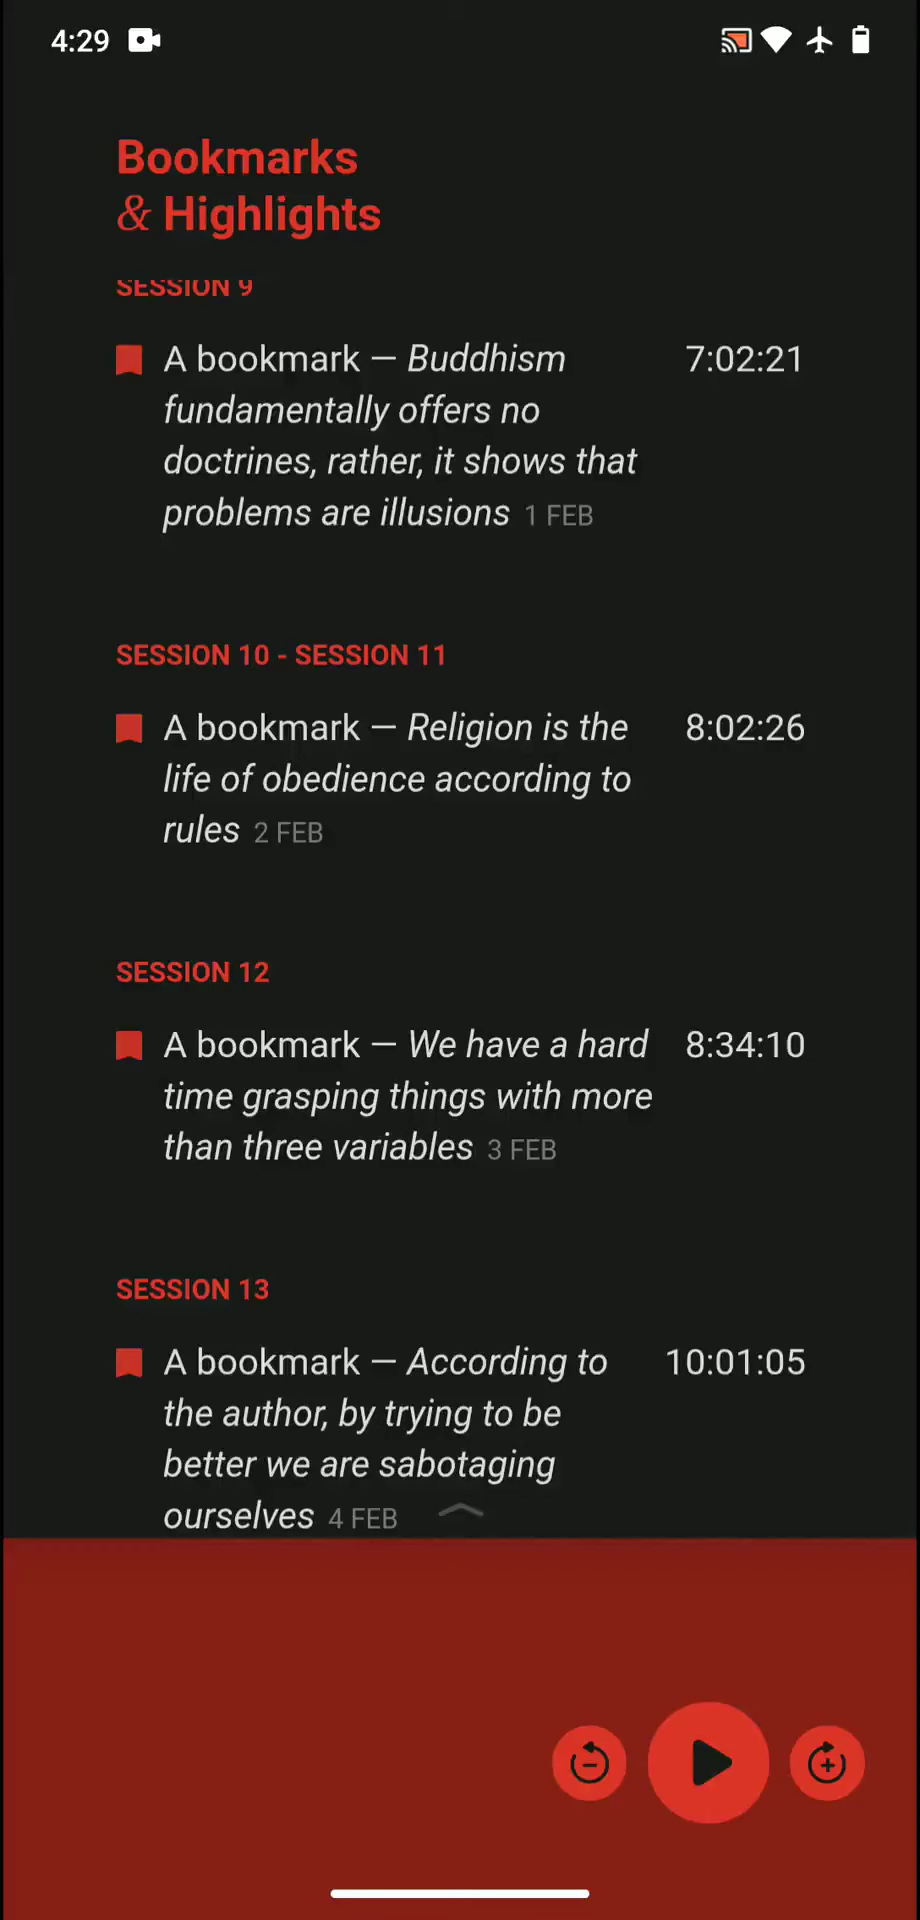 4:29
Bookmarks
& Highlights
SESSION 9
A bookmark — Buddhism 7:02:21
fundamentally offers no
doctrines, rather, it shows that
problems are illusions 1 FEB
SESSION 10 - SESSION 11
A bookmark — Religion is the 8:02:26
life of obedience according to
rules 2 FEB
SESSION 12
A bookmark — We have a hard 8:34:10
time grasping things with more
than three variables 3 FEB
SESSION 13
A bookmark — According to 10:01:05
the author, by trying to be
better we are sabotaging
ourselves 4 FEB